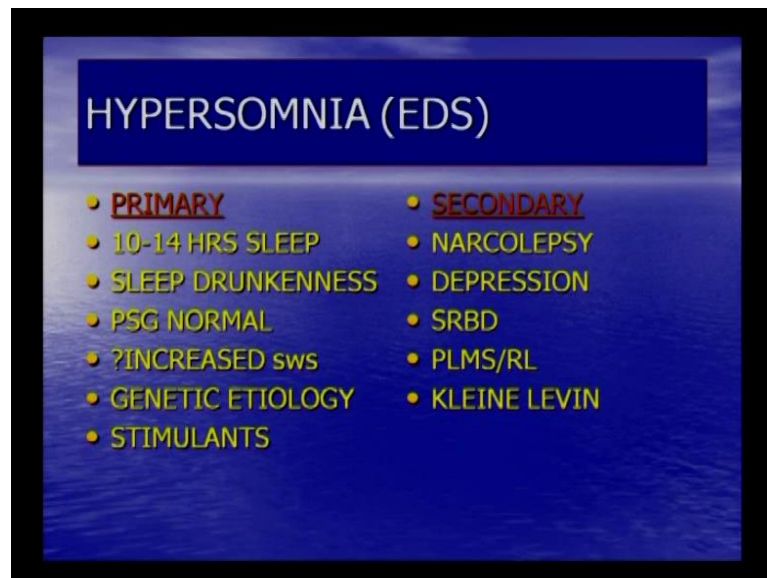 HYPERSOMNIA (EDS)
• PRIMARY
• 10-14 HRS SLEEP
• SLEEP DRUNKENNESS
• PSG NORMAL
• ?INCREASED sws
• GENETIC ETIOLOGY
• STIMULANTS
• SECONDARY
• NARCOLEPSY
• DEPRESSION
• SRBD
• PLMS/RL
• KLEINE LEVIN